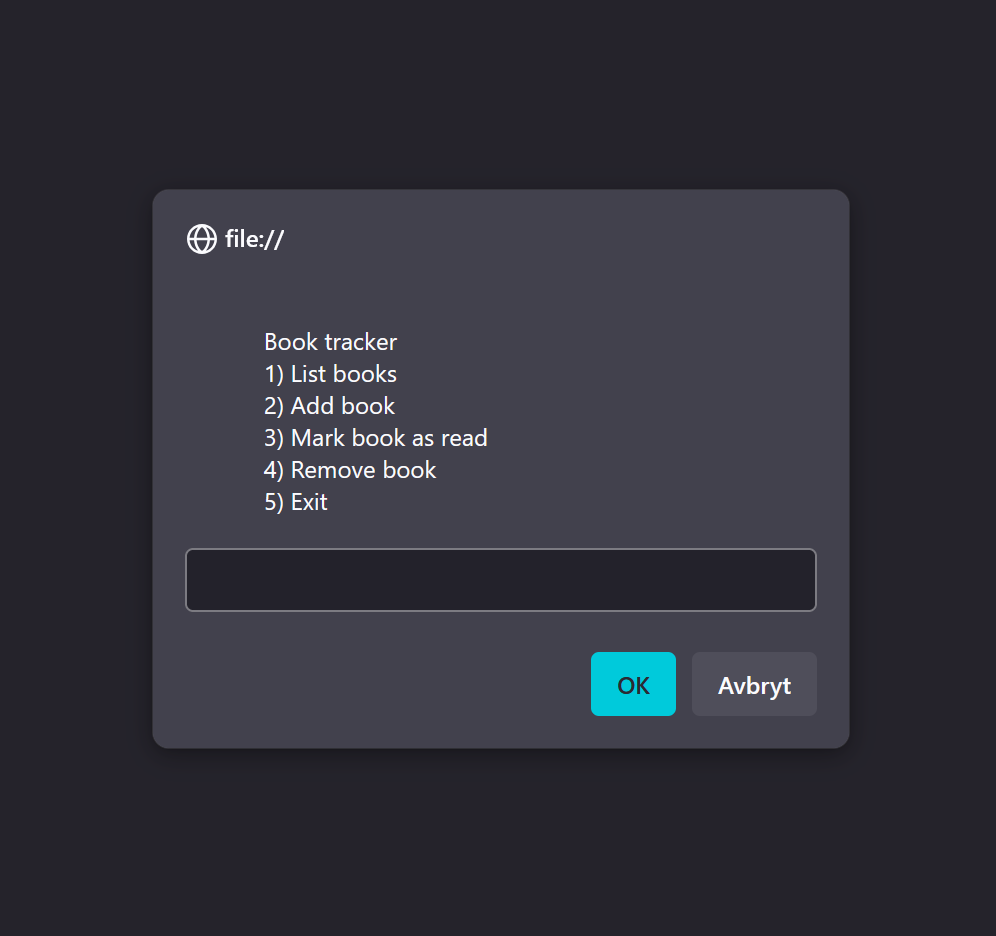 file://
Book tracker
1) List books
2) Add book
3) Mark book as read
4) Remove book
5) Exit
OK
Avbryt